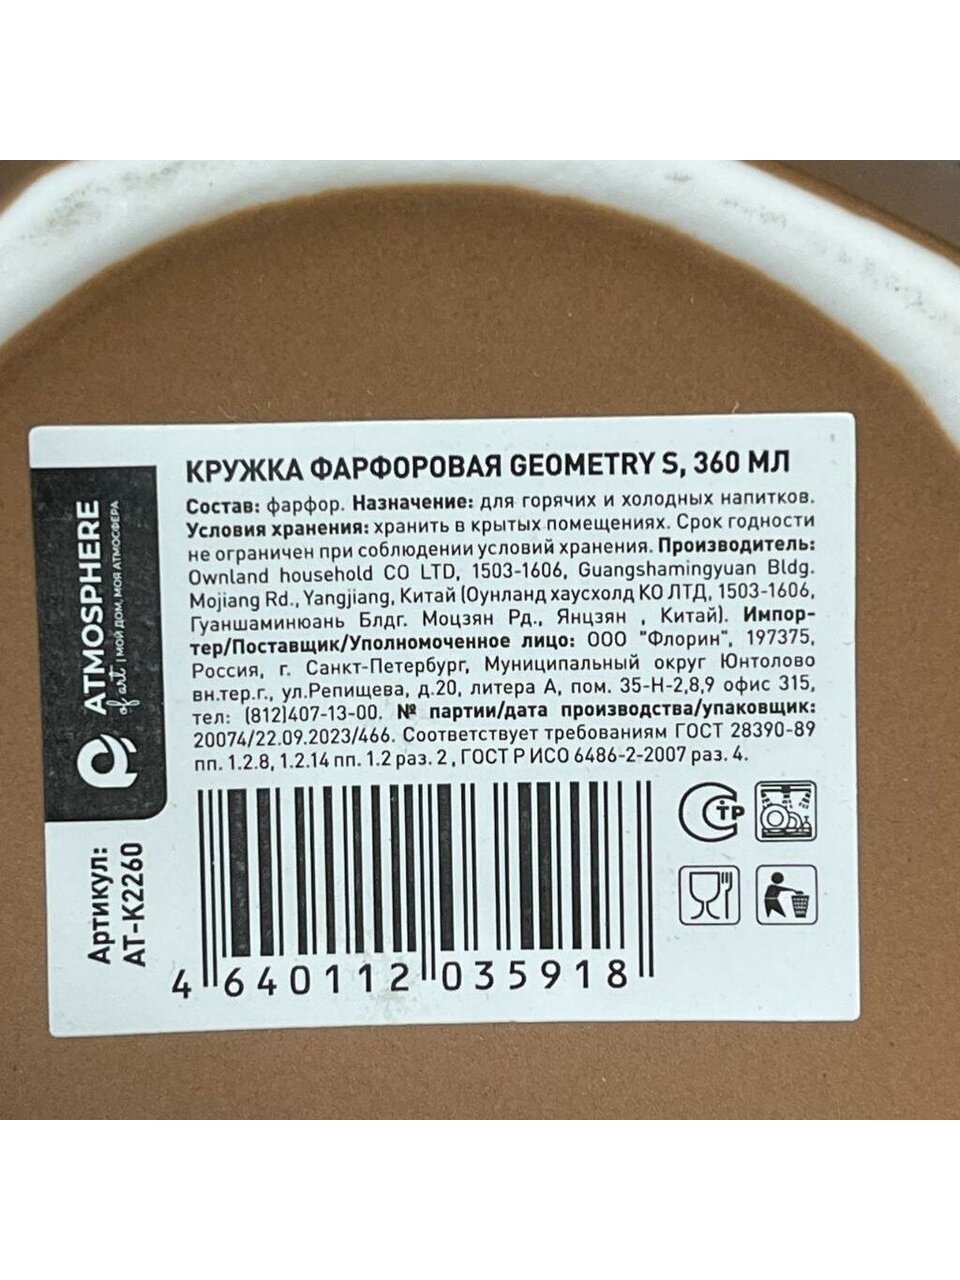 КРУЖКА ФАРФОРОВАЯ GEOMETRY S, 360 МЛ
Состав: фарфор. Назначение: для горячих и холодных напитков.
Условия хранения: хранить в крытых помещениях. Срок годности
не ограничен при соблюдении условий хранения. Производитель:
Ownland household CO LTD, 1503-1606, Guangshamingyuan Bldg.
Mojiang Rd., Yangjiang, Китай (Оунланд хаусхолд КО ЛТД, 1503-1606,
Гуаншаминюань Блдг. Моцзян Рд., Янцзян , Китай). Импор-
тер/Поставщик/Уполномоченное лицо: ООО "Флорин", 197375,
Россия, г. Санкт-Петербург, Муниципальный округ Юнтолово
вн.тер.г., ул.Репищева, д.20, литера А, пом. 35-Н-2,8,9 офис 315,
тел: (812)407-13-00. № партии/дата производства/упаковщик:
20074/22.09.2023/466. Соответствует требованиям ГОСТ 28390-89
пп. 1.2.8, 1.2.14 пп. 1.2 раз. 2 , ГОСТ Р ИСО 6486-2-2007 раз. 4.
ATMOSPHERE
of art | МОЙ ДОМ, МОЯ АТМОСФЕРА
Артикул:
AT-K2260
4 640112 035918
СТР